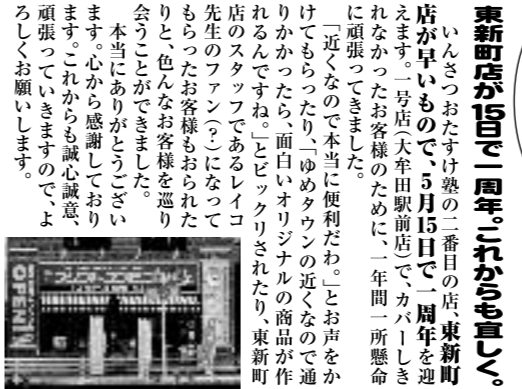 東新町店が15日で一周年。これからも宜しく。
いんさつおたすけ塾の二番目の店、東新町
店が早いもので、5月15日で一周年を迎
えます。一号店(大牟田駅前店)で、カバーしき
れなかったお客様のために、一年間一所懸命
に頑張ってきました。
「近くなので本当に便利だわ。」とお声をか
けてもらったり、「ゆめタウンの近くなので通
りかかったら、面白いオリジナルの商品が作
れるんですね。」とビックリされたり、東新町
店のスタッフであるレイコ
先生のファン(?)になって
もらったお客様もおられた
りと、色んなお客様を巡り
会うことができました。
本当にありがとうござい
ます。心から感謝しており
ます。これからも誠心誠意、
頑張っていきますので、よ
ろしくお願いします。
OPEN